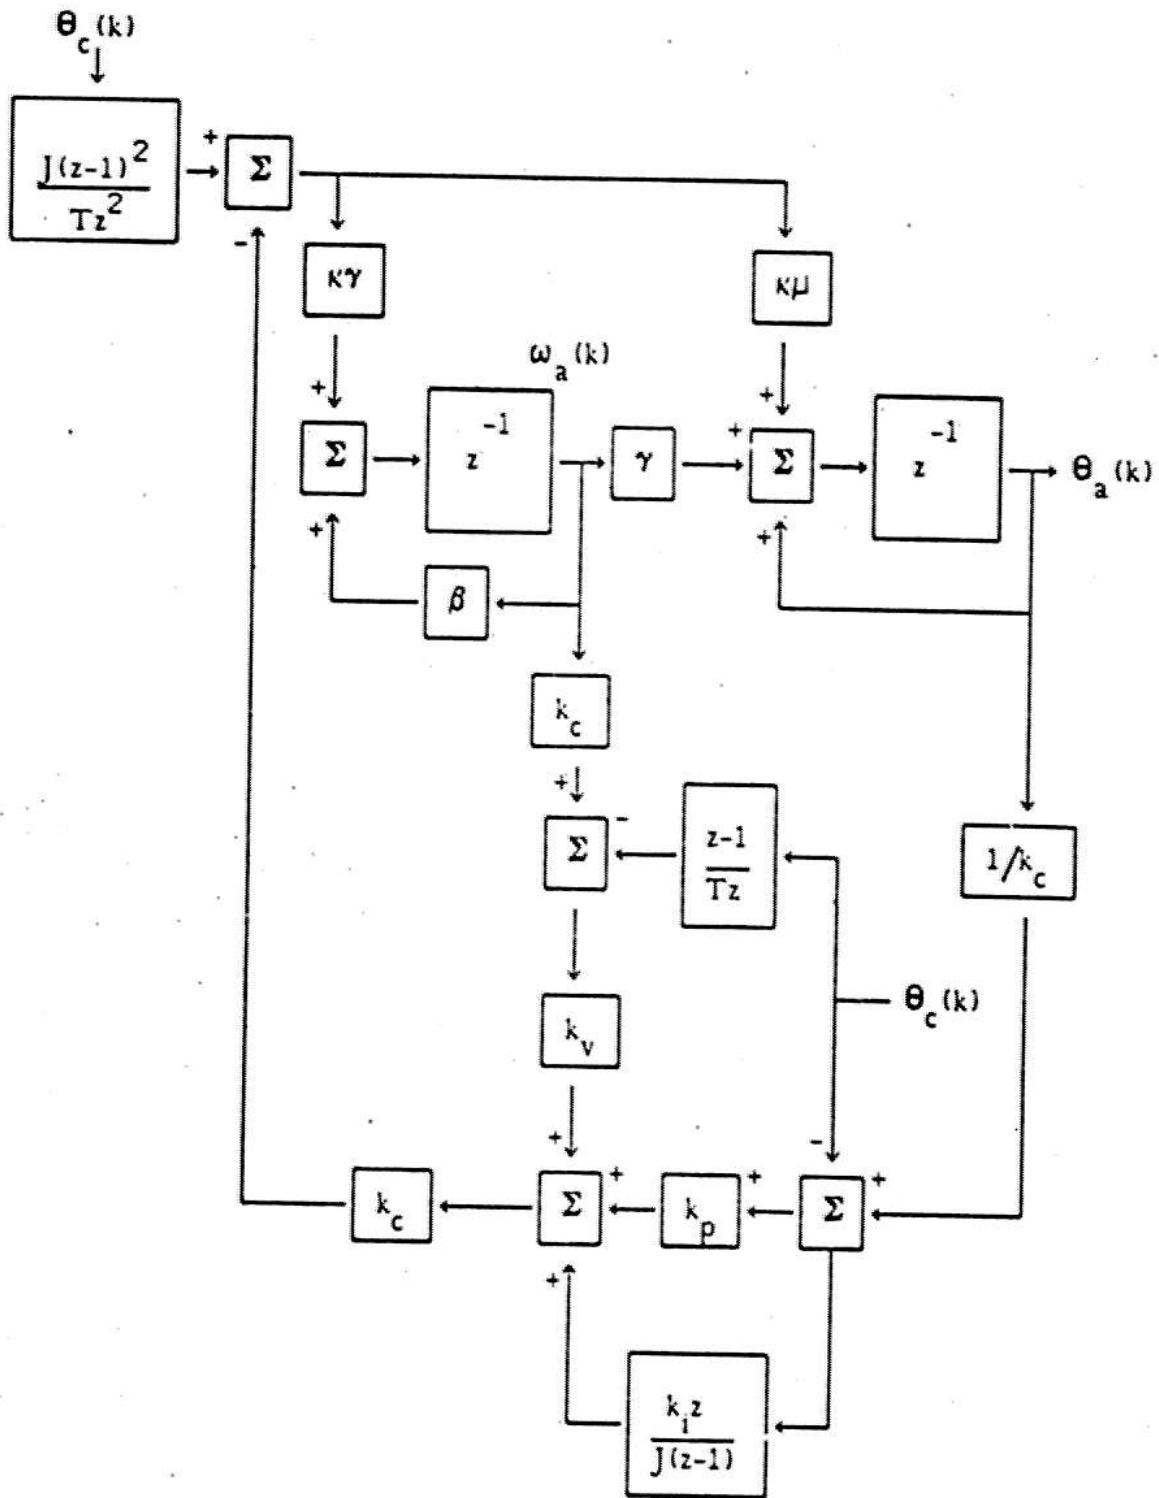 θc(k)
J(z-1)²
Tz²
+
Σ
-
κγ
κμ
+
ωa(k)
+
+
Σ
z⁻¹
γ
+
Σ
z⁻¹
θa(k)
+
β
+
kc
+
Σ
-
z-1
Tz
1/kc
θc(k)
kv
+
-
kc
Σ
+
kp
+
Σ
+
+
kiz
J(z-1)